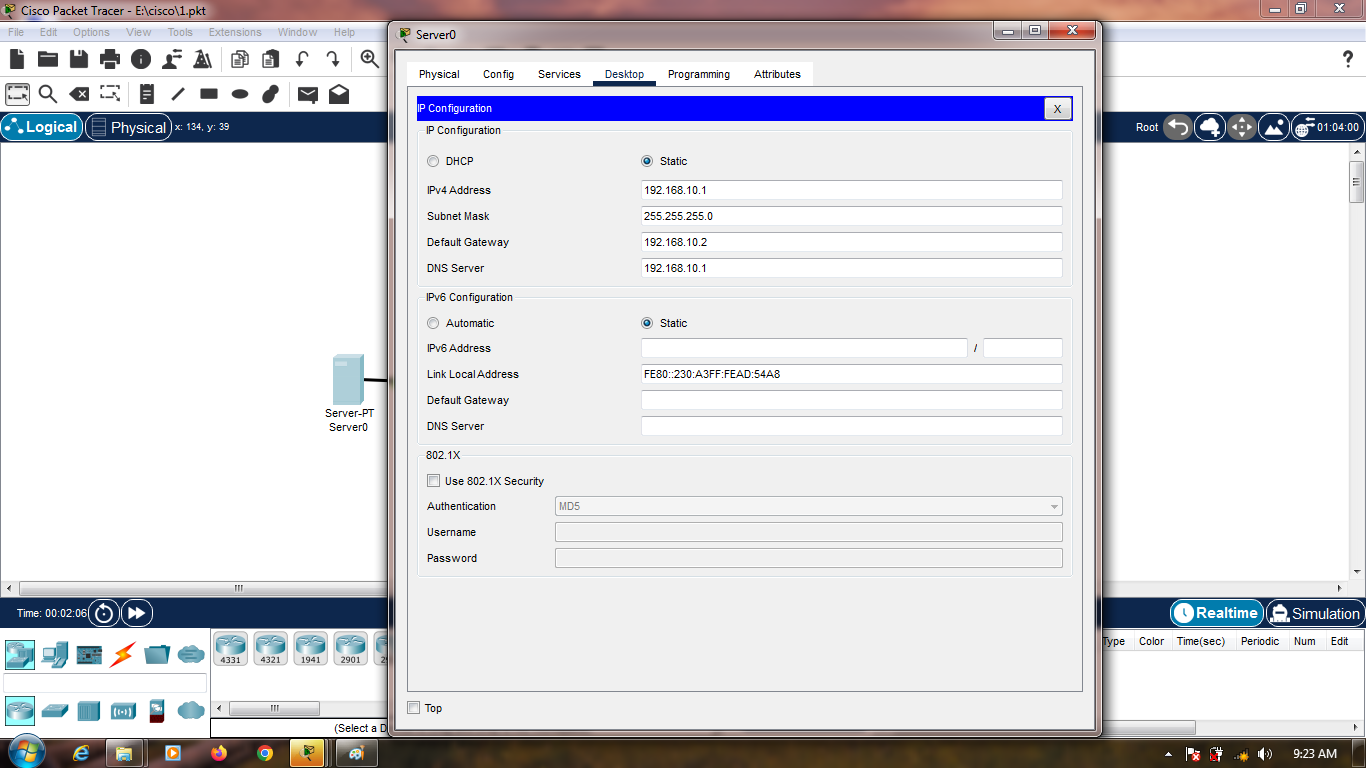 Cisco Packet Tracer - E:\cisco\1.pkt
File Edit Options View Tools Extensions Window Help
Logical
Physical
x: 134, y: 39
Root
01:04:00
Server-PT
Server0
Server0
Physical Config Services Desktop Programming Attributes
IP Configuration
X
IP Configuration
DHCP
Static
IPv4 Address
192.168.10.1
Subnet Mask
255.255.255.0
Default Gateway
192.168.10.2
DNS Server
192.168.10.1
IPv6 Configuration
Automatic
Static
IPv6 Address
/
Link Local Address
FE80::230:A3FF:FEAD:54A8
Default Gateway
DNS Server
802.1X
Use 802.1X Security
Authentication
MD5
Username
Password
Top
Time: 00:02:06
Realtime
Simulation
4331 4321 1941 2901
(Select a D
Type Color Time(sec) Periodic Num Edit
9:23 AM